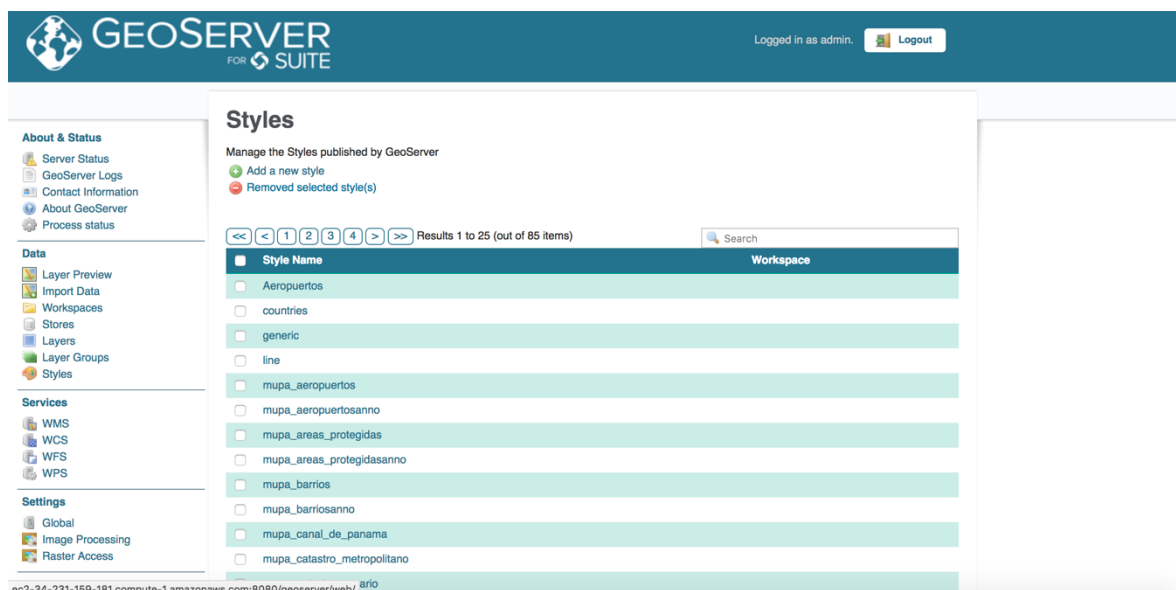 GEOSERVER
FOR SUITE
Logged in as admin.
Logout
About & Status
Server Status
GeoServer Logs
Contact Information
About GeoServer
Process status
Data
Layer Preview
Import Data
Workspaces
Stores
Layers
Layer Groups
Styles
Services
WMS
WCS
WFS
WPS
Settings
Global
Image Processing
Raster Access
Styles
Manage the Styles published by GeoServer
Add a new style
Removed selected style(s)
<< < 1 2 3 4 > >> Results 1 to 25 (out of 85 items)
Search
Style Name Workspace
Aeropuertos
countries
generic
line
mupa_aeropuertos
mupa_aeropuertosanno
mupa_areas_protegidas
mupa_areas_protegidasanno
mupa_barrios
mupa_barriosanno
mupa_canal_de_panama
mupa_catastro_metropolitano
ario
ec2-34-231-159-181.compute-1.amazonaws.com:8080/geoserver/web/